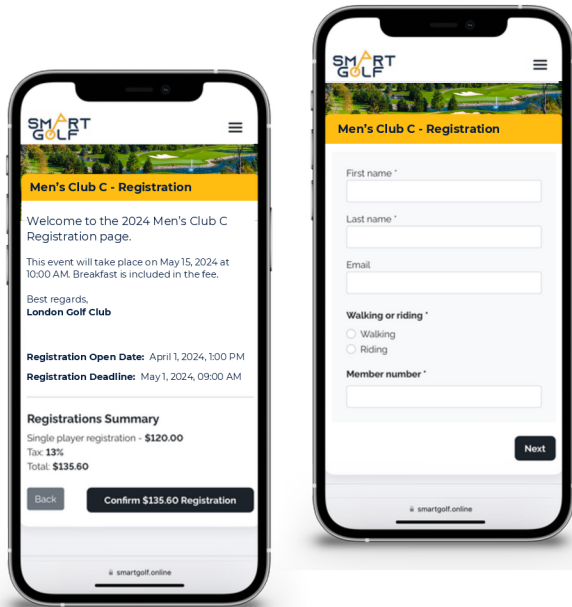 SMART
GOLF
Men's Club C - Registration
Welcome to the 2024 Men's Club C
Registration page.
This event will take place on May 15, 2024 at
10:00 AM. Breakfast is included in the fee.
Best regards,
London Golf Club
Registration Open Date: April 1, 2024, 1:00 PM
Registration Deadline: May 1, 2024, 09:00 AM
Registrations Summary
Single player registration - $120.00
Tax: 13%
Total: $135.60
Back
Confirm $135.60 Registration
smartgolf.online
SMART
GOLF
Men's Club C - Registration
First name *
Last name *
Email
Walking or riding *
Walking
Riding
Member number *
Next
smartgolf.online